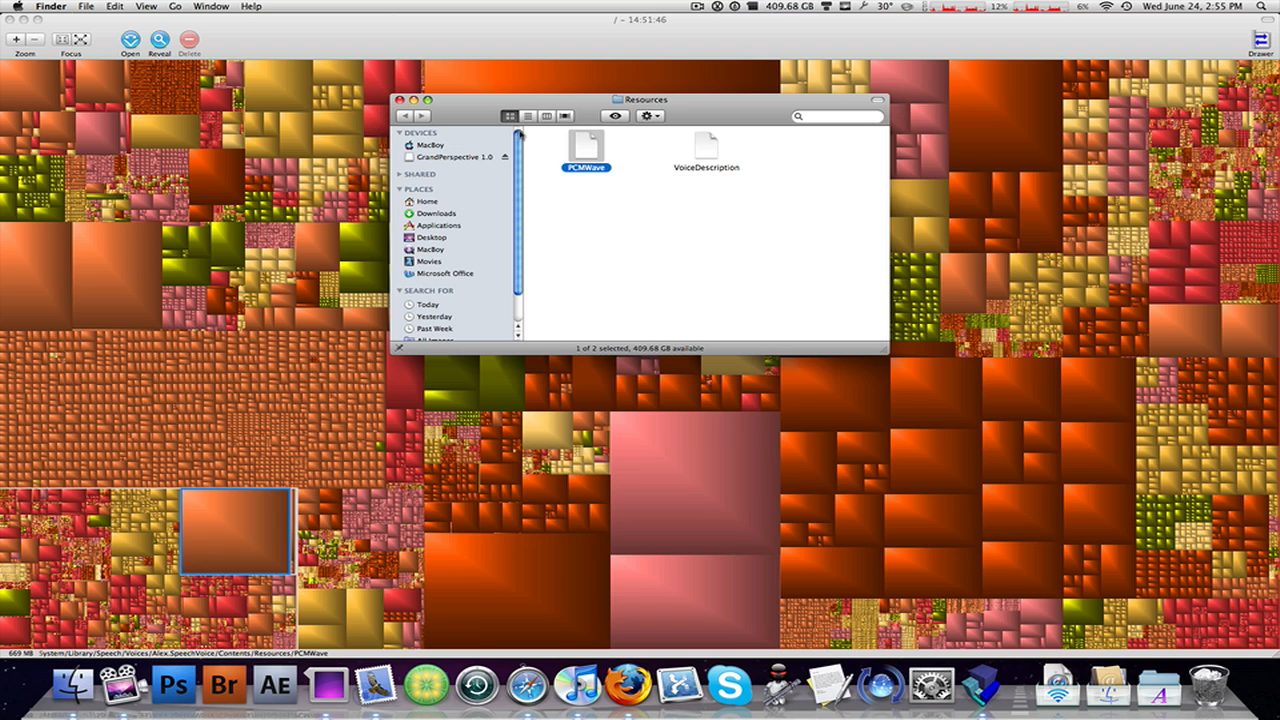 Finder File Edit View Go Window Help 409.68 GB 30° 12% 6% Wed June 24, 2:55 PM
/ - 14:51:46
Zoom Focus Open Reveal Delete Drawer
Resources
DEVICES
MacBoy
GrandPerspective 1.0
SHARED
PLACES
Home
Downloads
Applications
Desktop
MacBoy
Movies
Microsoft Office
SEARCH FOR
Today
Yesterday
Past Week
All Images
PCMWave
VoiceDescription
1 of 2 selected, 409.68 GB available
669 MB System/Library/Speech/Voices/Alex.SpeechVoice/Contents/Resources/PCMWave
Ps Br AE